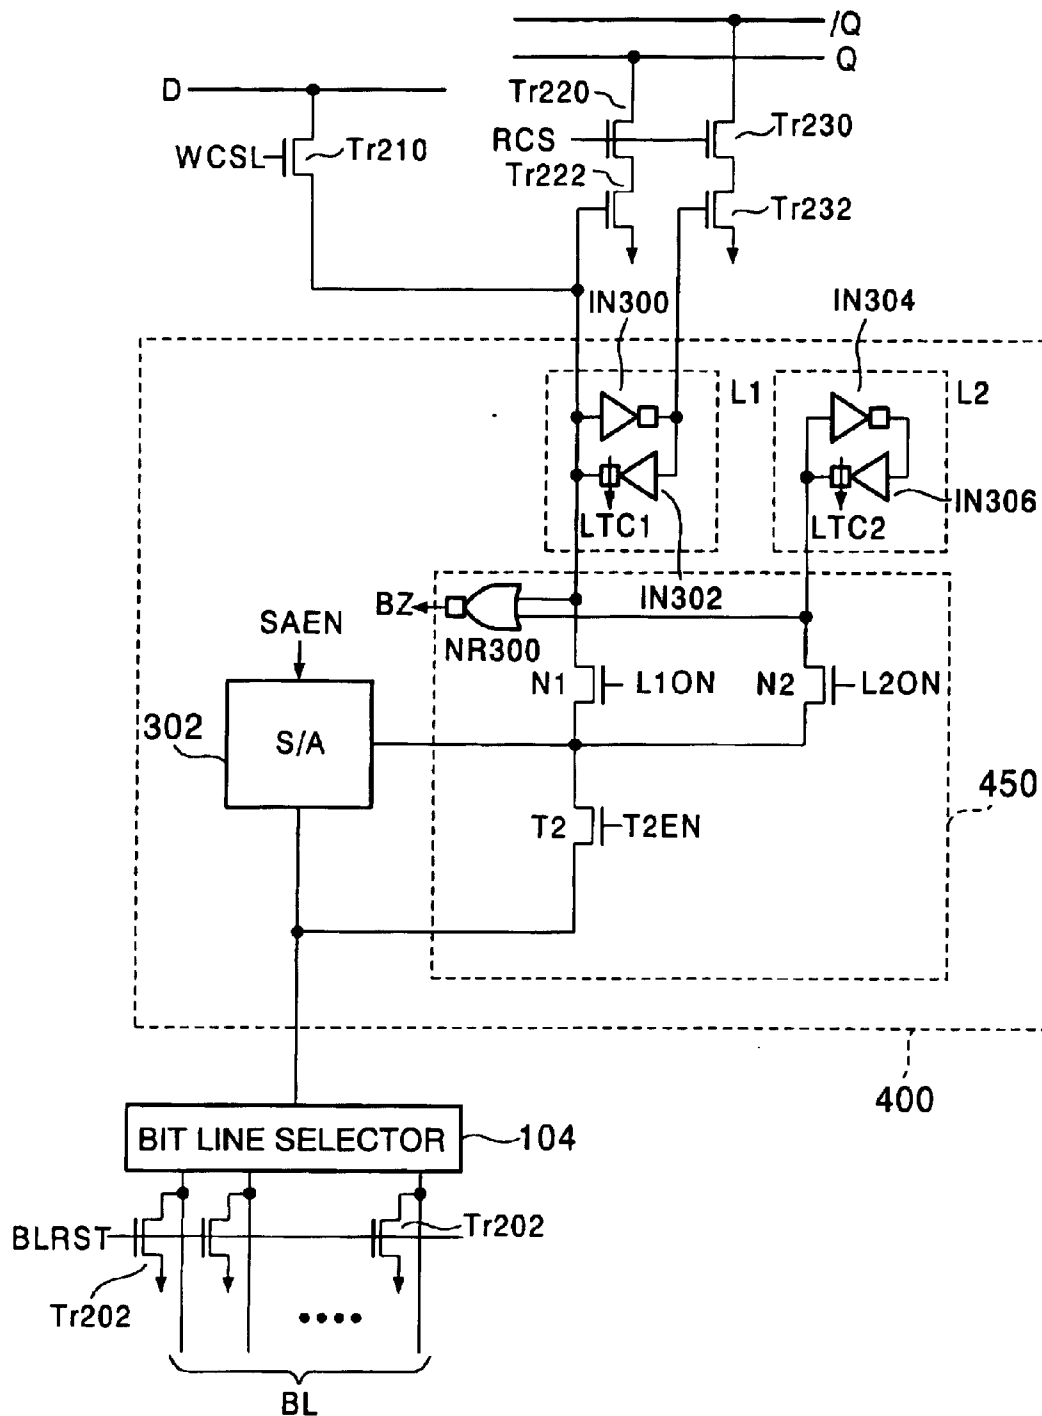 /Q
Q
D
Tr220
RCS
Tr230
WCSL
Tr210
Tr222
Tr232
IN300
IN304
L1
L2
LTC1
LTC2
IN306
IN302
BZ
NR300
SAEN
N1
L1ON
N2
L2ON
302
S/A
450
T2
T2EN
400
BIT LINE SELECTOR
104
BLRST
Tr202
Tr202
BL